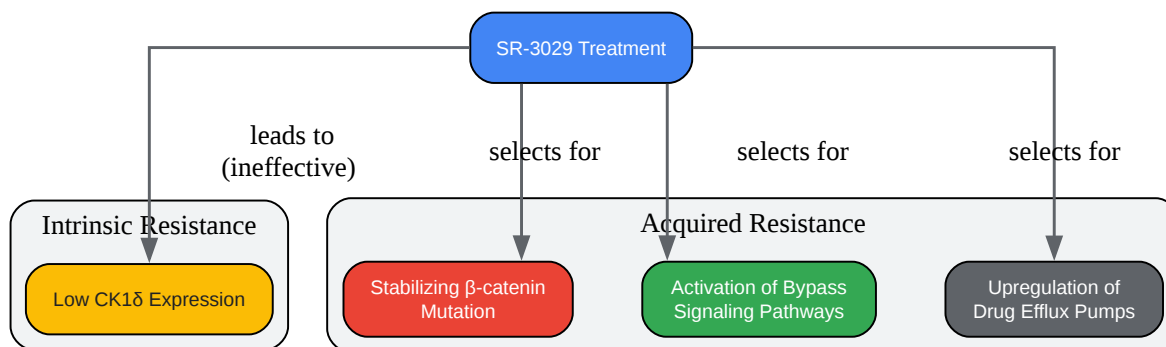 SR-3029 Treatment
leads to
(ineffective)
selects for
selects for
selects for
Intrinsic Resistance
Acquired Resistance
Low CK1δ Expression
Stabilizing β-catenin
Mutation
Activation of Bypass
Signaling Pathways
Upregulation of
Drug Efflux Pumps